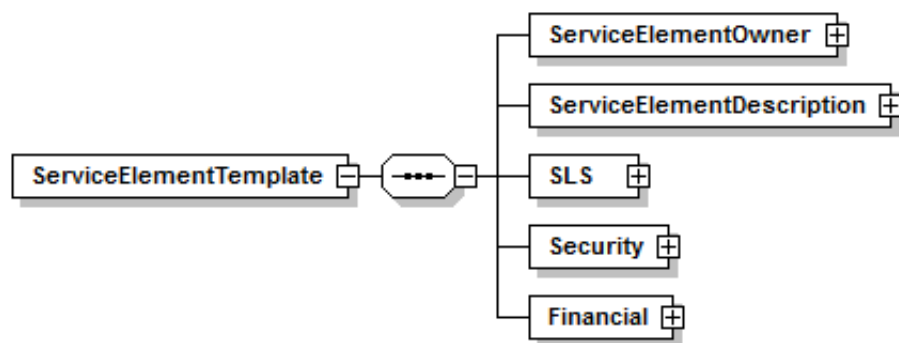 ServiceElementOwner
ServiceElementDescription
ServiceElementTemplate
SLS
Security
Financial